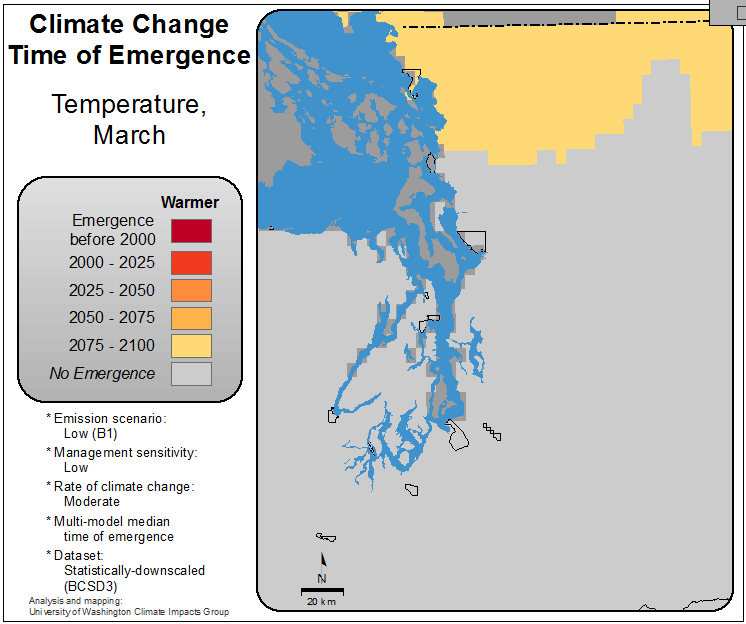 Climate Change
Time of Emergence
Temperature,
March
Warmer
Emergence
before 2000
2000 - 2025
2025 - 2050
2050 - 2075
2075 - 2100
No Emergence
* Emission scenario:
Low (B1)
* Management sensitivity:
Low
* Rate of climate change:
Moderate
* Multi-model median
time of emergence
* Dataset:
Statistically-downscaled
(BCSD3)
Analysis and mapping:
University of Washington Climate Impacts Group
N
20 km